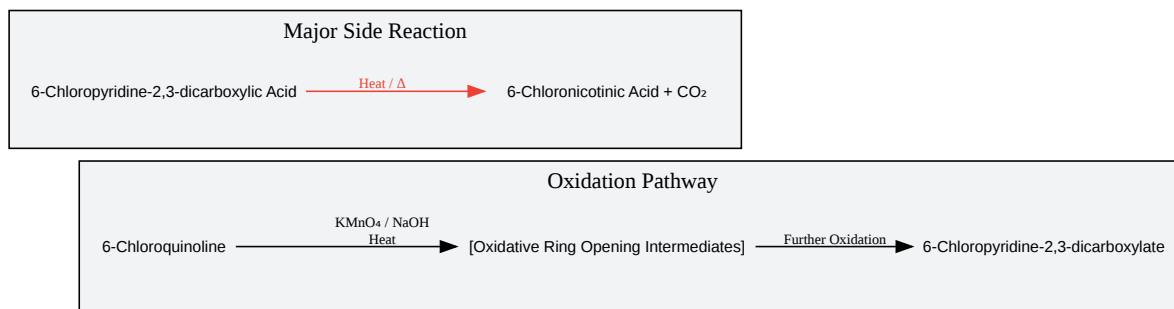 Major Side Reaction
6-Chloropyridine-2,3-dicarboxylic Acid
Heat / Δ
6-Chloronicotinic Acid + CO₂
Oxidation Pathway
6-Chloroquinoline
KMnO₄ / NaOH
Heat
[Oxidative Ring Opening Intermediates]
Further Oxidation
6-Chloropyridine-2,3-dicarboxylate